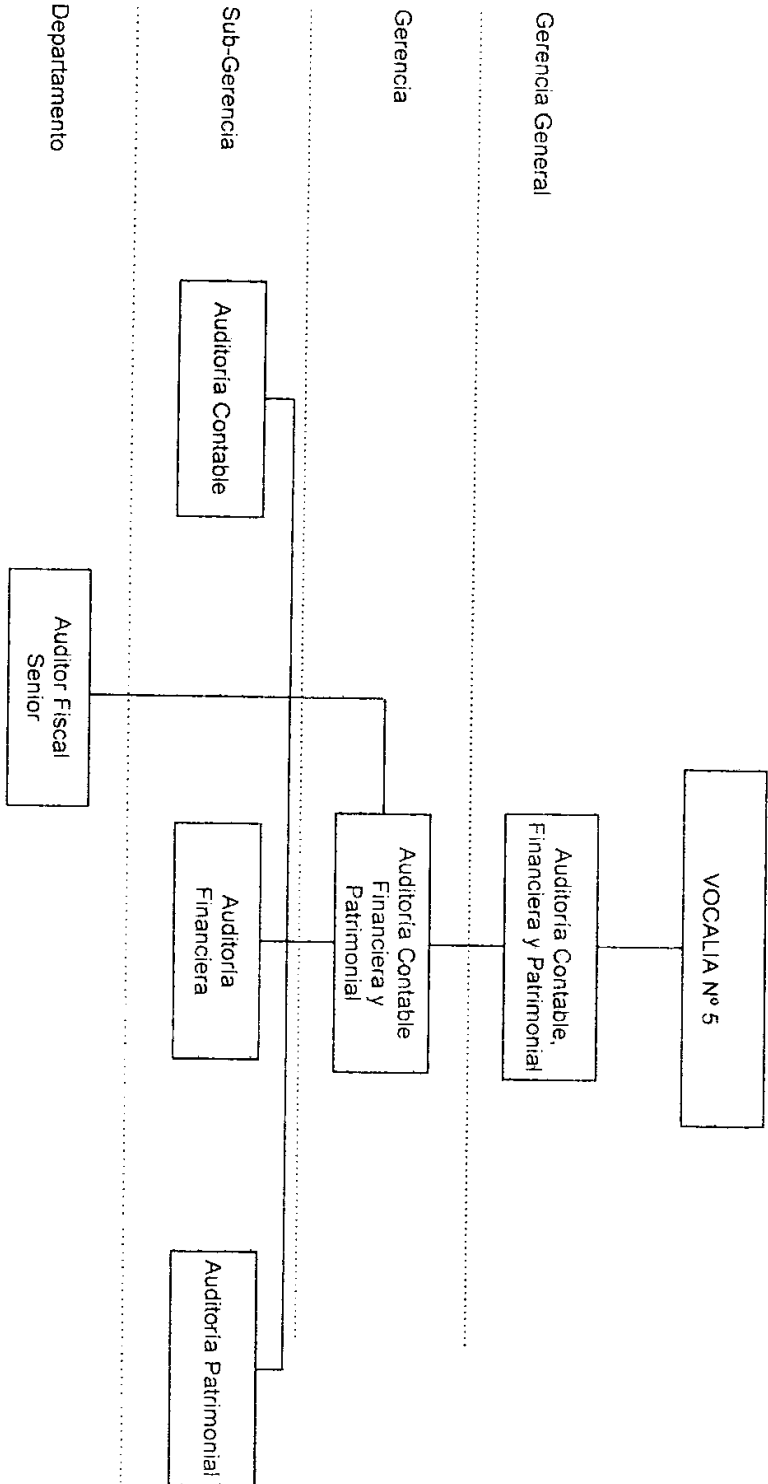 VOCALIA Nº 5
Gerencia General
Auditoría Contable,
Financiera y Patrimonial
Gerencia
Auditoría Contable
Financiera y
Patrimonial
Sub-Gerencia
Auditoría Contable
Auditoría
Financiera
Auditoría Patrimonial
Departamento
Auditor Fiscal
Senior